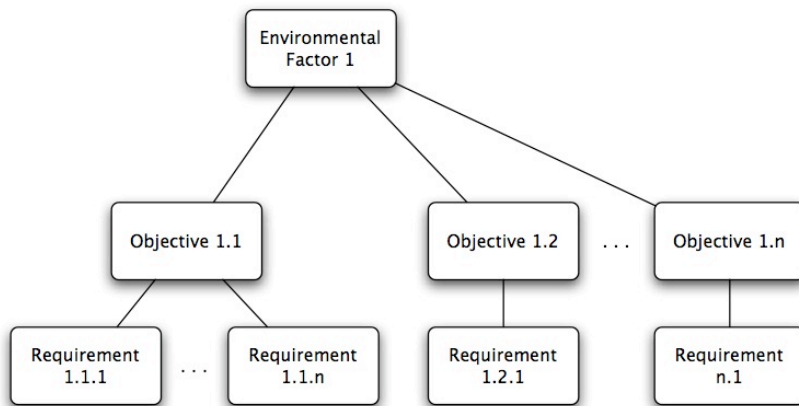 Environmental
Factor 1
Objective 1.1
Objective 1.2
. . .
Objective 1.n
Requirement
1.1.1
. . .
Requirement
1.1.n
Requirement
1.2.1
Requirement
n.1